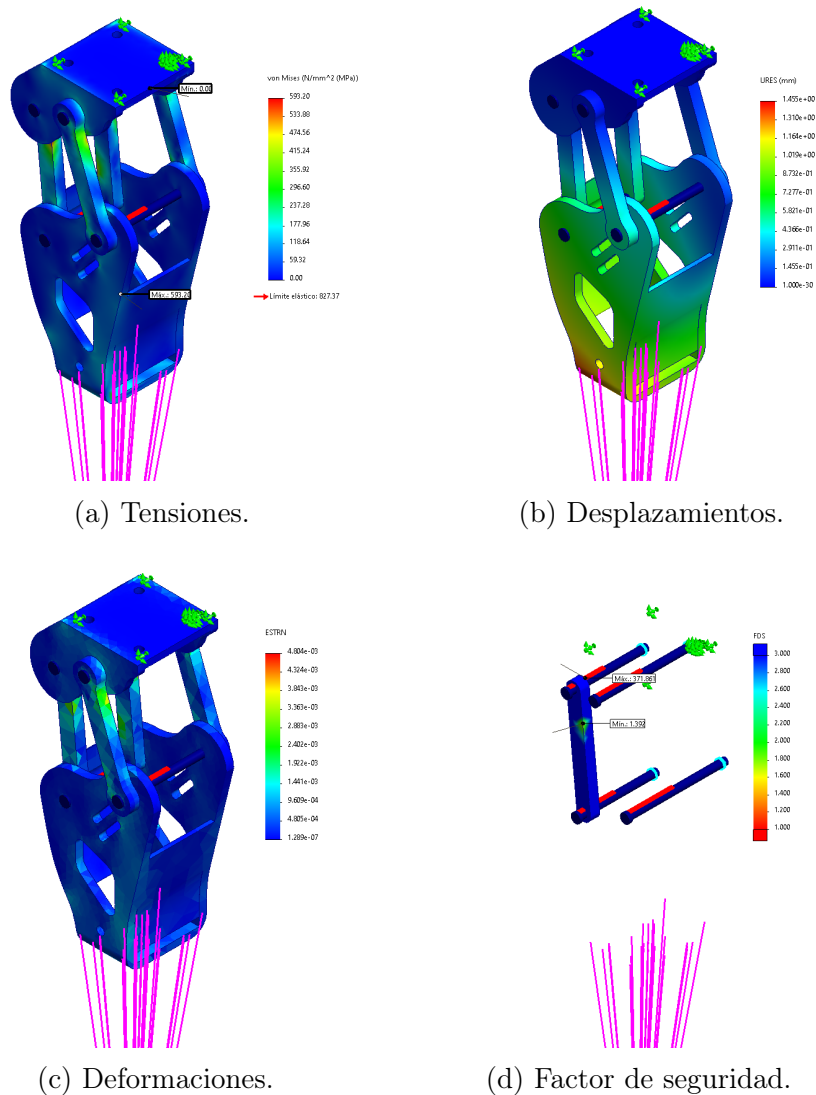 von Mises (N/mm^2 (MPa))
593.20
533.88
474.56
415.24
355.92
296.60
237.28
177.96
118.64
59.32
0.00
Límite elástico: 827.37
Mín.: 0.00
Máx.: 593.20
(a) Tensiones.
URES (mm)
1.455e+00
1.310e+00
1.164e+00
1.019e+00
8.732e-01
7.277e-01
5.821e-01
4.366e-01
2.911e-01
1.455e-01
1.000e-30
(b) Desplazamientos.
ESTRN
4.804e-03
4.324e-03
3.843e-03
3.363e-03
2.883e-03
2.402e-03
1.922e-03
1.441e-03
9.609e-04
4.805e-04
1.289e-07
(c) Deformaciones.
FDS
3.000
2.800
2.600
2.400
2.200
2.000
1.800
1.600
1.400
1.200
1.000
Máx.: 371.861
Mín.: 1.392
(d) Factor de seguridad.